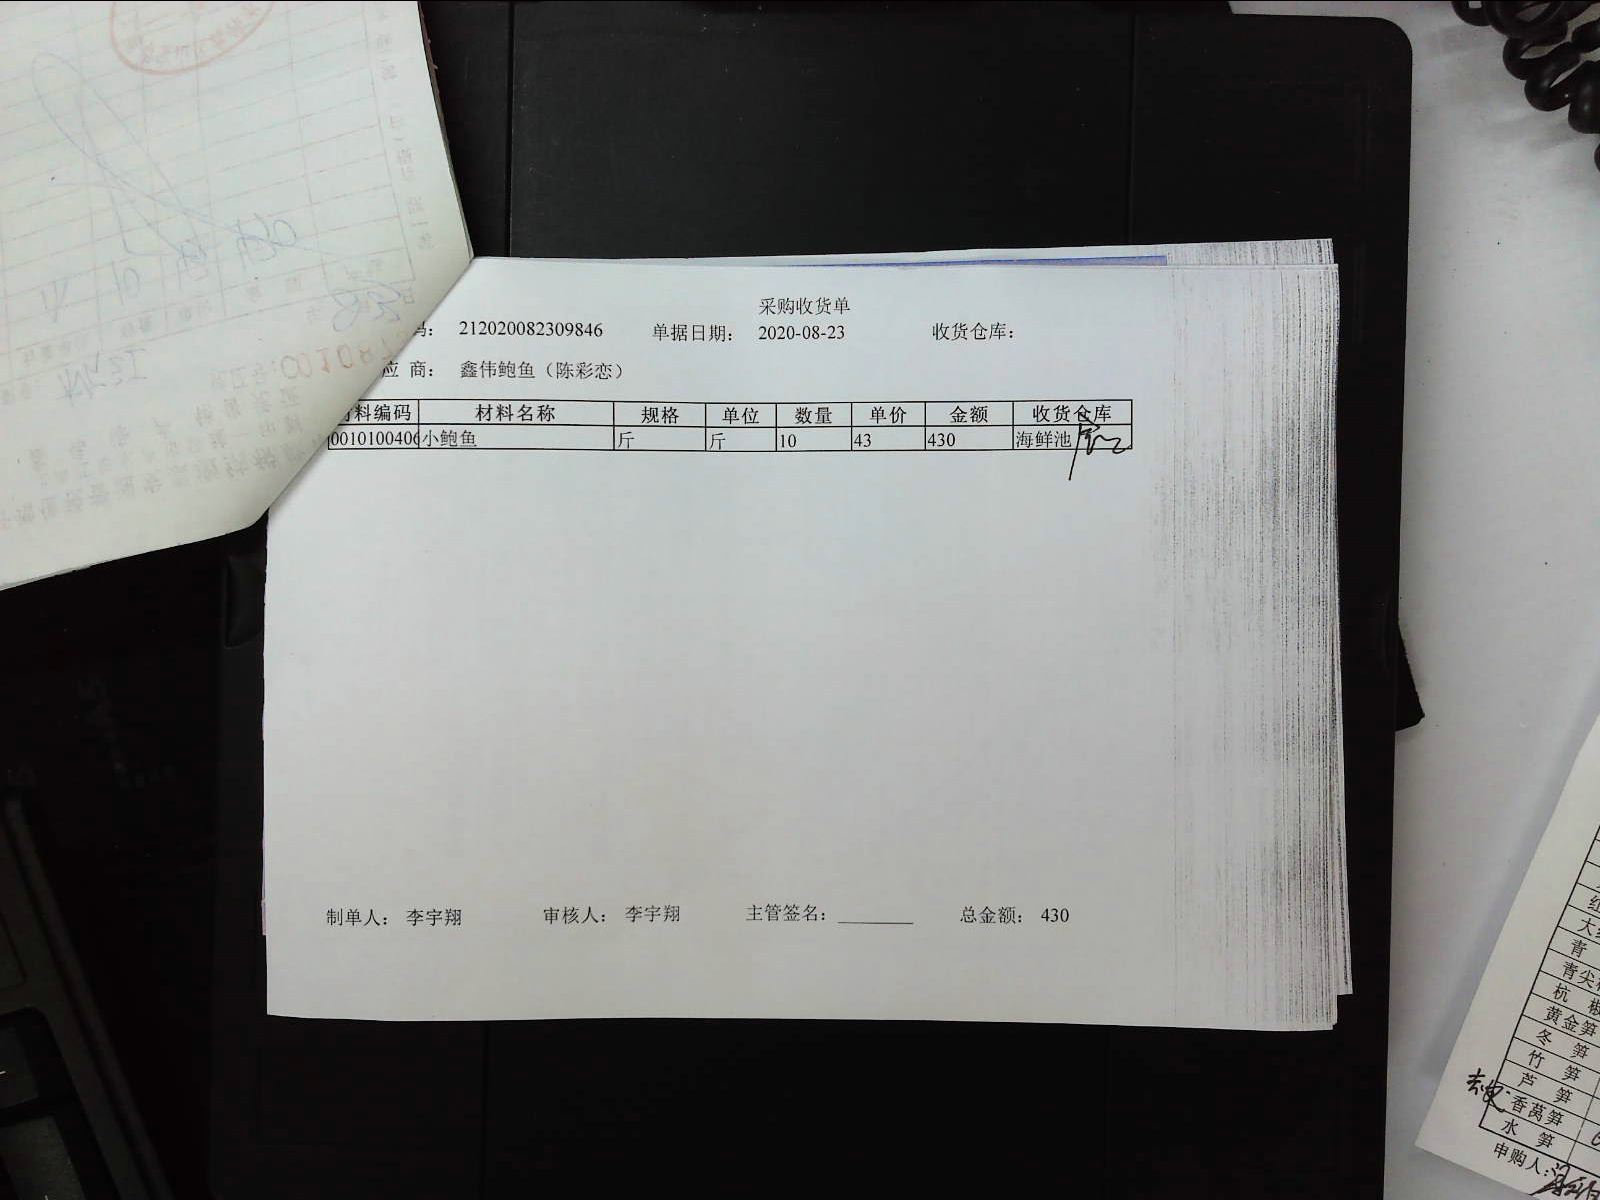 采购收货单
码： 212020082309846 单据日期： 2020-08-23 收货仓库：
应 商： 鑫伟鲍鱼（陈彩恋）
料编码 材料名称 规格 单位 数量 单价 金额 收货仓库
0010100406 小鲍鱼 斤 斤 10 43 430 海鲜池
制单人： 李宇翔 审核人： 李宇翔 主管签名： 总金额： 430
青
青尖
杭 椒
黄金笋
冬 笋
竹 笋
芦 笋
香莴笋
水 笋
申购人：